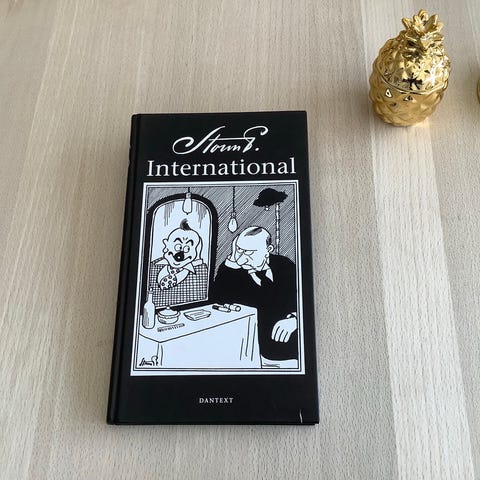 Storm P.
International
DANTEXT